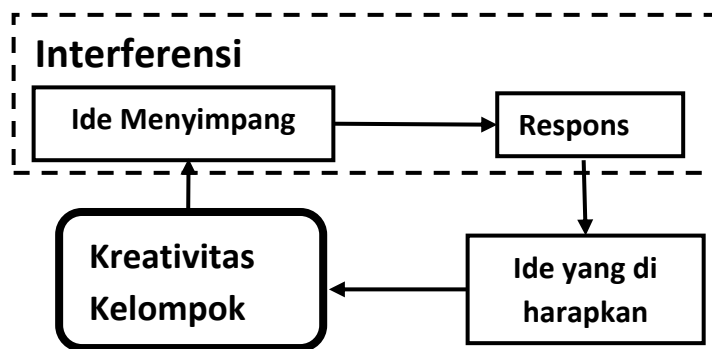 Interferensi
Ide Menyimpang
Respons
Kreativitas
Kelompok
Ide yang di
harapkan